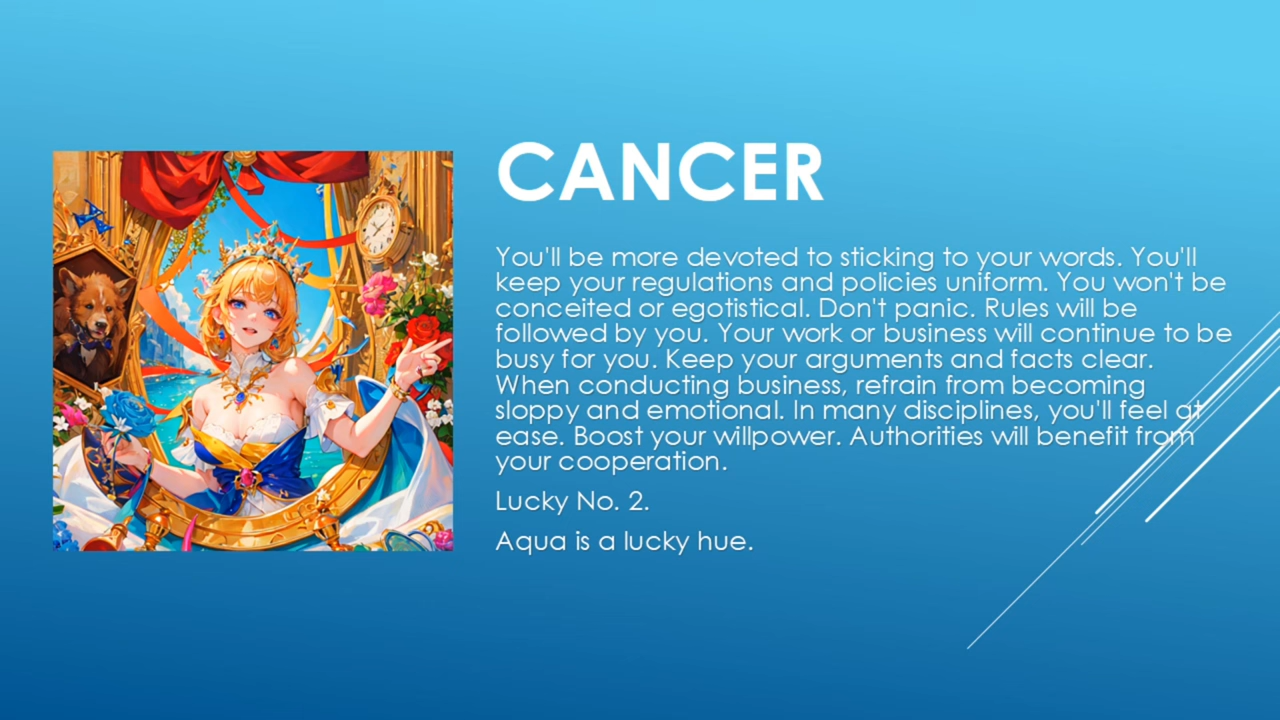 CANCER
You'll be more devoted to sticking to your words. You'll
keep your regulations and policies uniform. You won't be
conceited or egotistical. Don't panic. Rules will be
followed by you. Your work or business will continue to be
busy for you. Keep your arguments and facts clear.
When conducting business, refrain from becoming
sloppy and emotional. In many disciplines, you'll feel at
ease. Boost your willpower. Authorities will benefit from
your cooperation.
Lucky No. 2.
Aqua is a lucky hue.